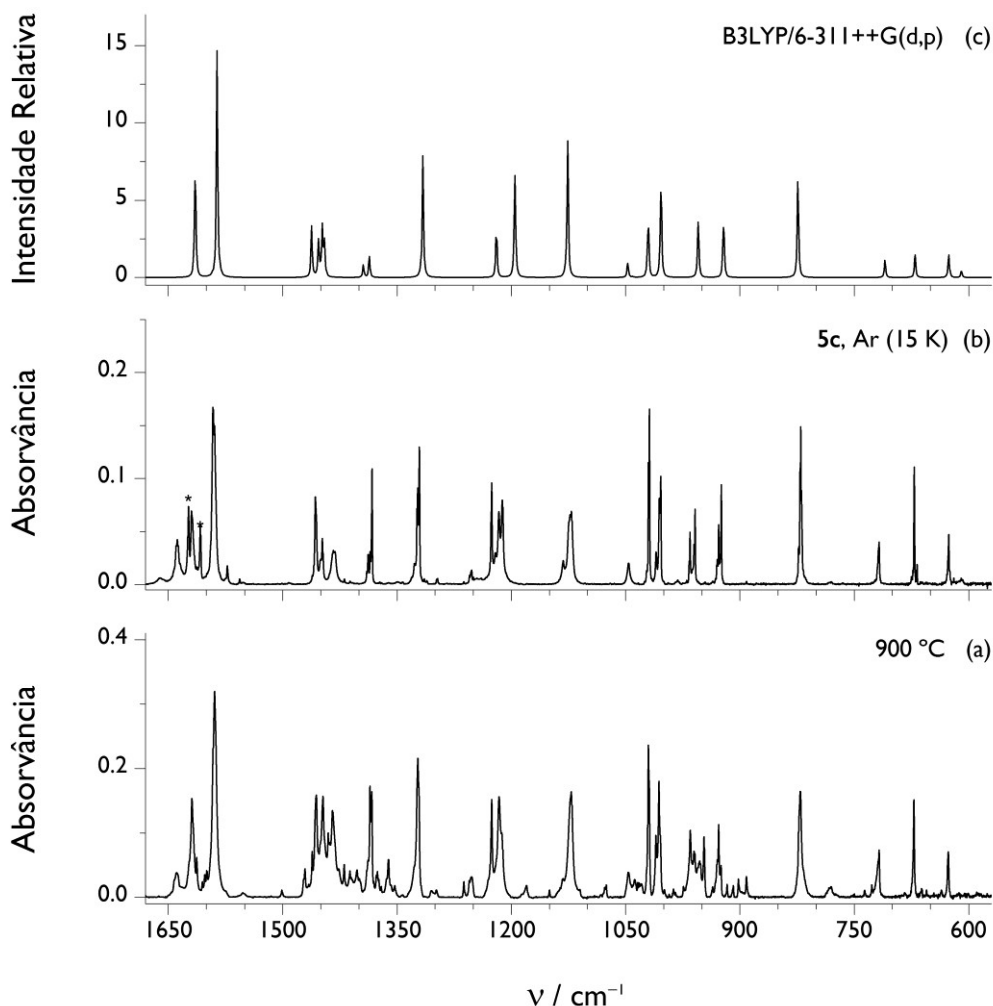 B3LYP/6-311++G(d,p) (c)
Intensidade Relativa
15
10
5
0
5c, Ar (15 K) (b)
Absorvância
0.2
0.1
0.0
*
*
900 ºC (a)
Absorvância
0.4
0.2
0.0
1650 1500 1350 1200 1050 900 750 600
ν / cm⁻¹